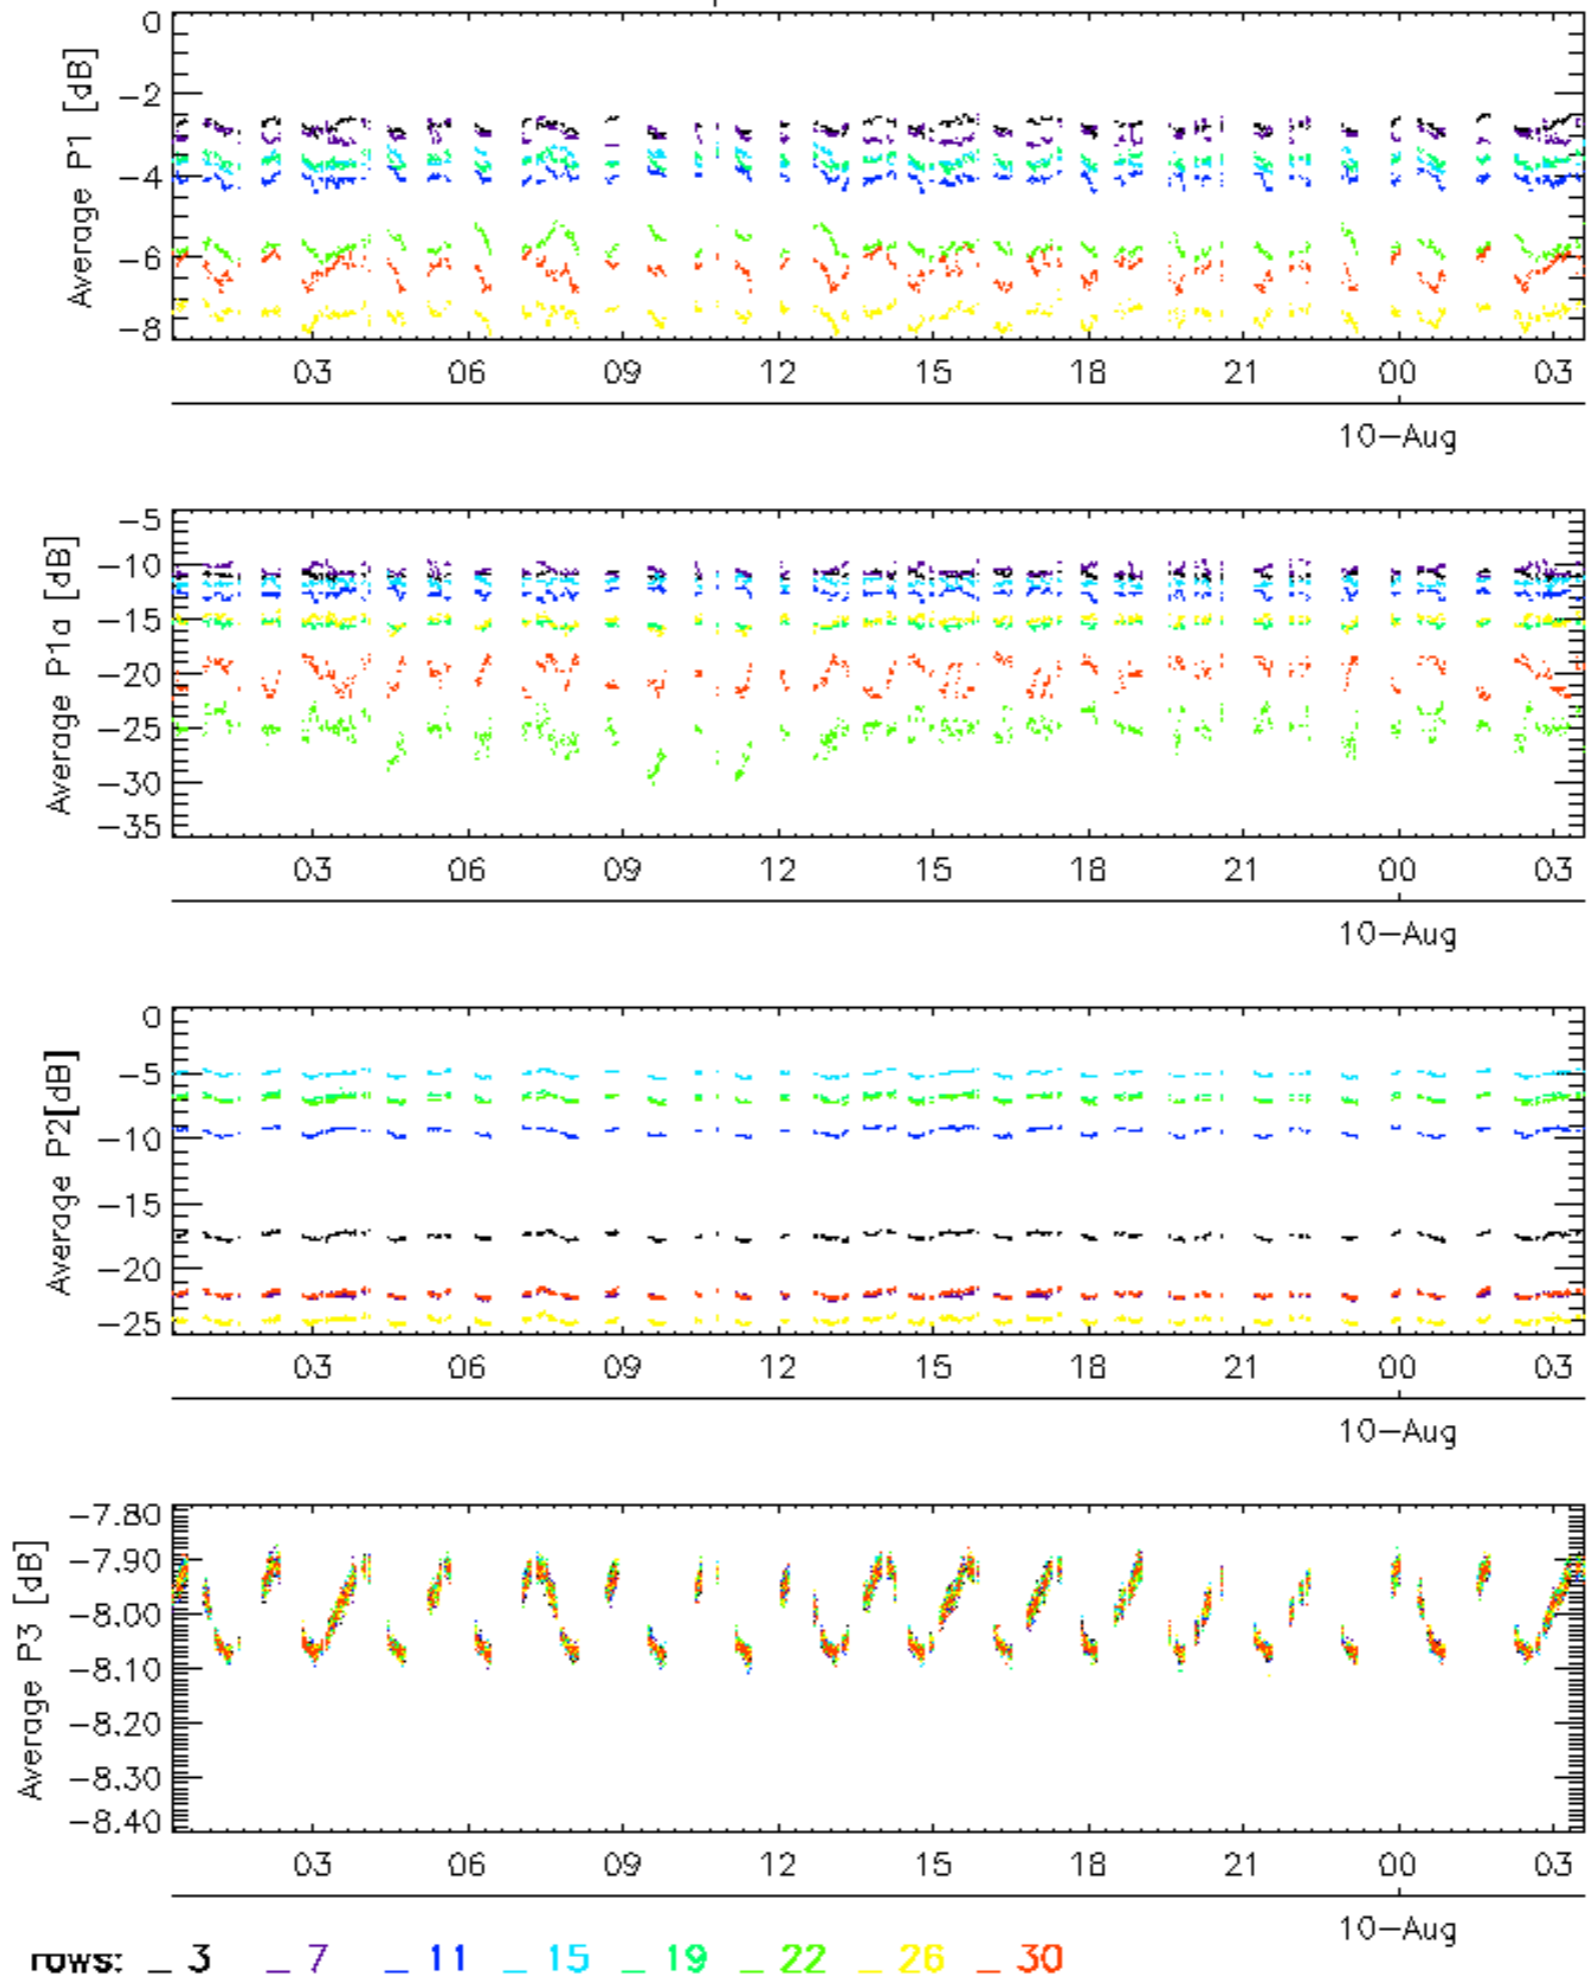 0
−2
−4
−6
−8
Average P1 [dB]
03 06 09 12 15 18 21 00 03
10−Aug
−5
−10
−15
−20
−25
−30
−35
Average P1a [dB]
03 06 09 12 15 18 21 00 03
10−Aug
0
−5
−10
−15
−20
−25
Average P2[dB]
03 06 09 12 15 18 21 00 03
10−Aug
−7.80
−7.90
−8.00
−8.10
−8.20
−8.30
−8.40
Average P3 [dB]
03 06 09 12 15 18 21 00 03
10−Aug
rows: _ 3 _ 7 _ 11 _ 15 _ 19 _ 22 _ 26 _ 30